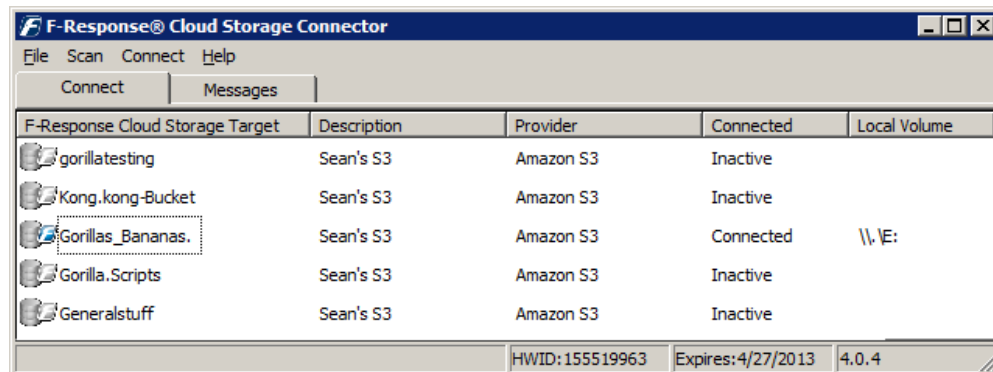 F-Response® Cloud Storage Connector
File Scan Connect Help
Connect Messages
F-Response Cloud Storage Target Description Provider Connected Local Volume
gorillatesting Sean's S3 Amazon S3 Inactive
Kong.kong-Bucket Sean's S3 Amazon S3 Inactive
Gorillas_Bananas. Sean's S3 Amazon S3 Connected \\.\E:
Gorilla.Scripts Sean's S3 Amazon S3 Inactive
Generalstuff Sean's S3 Amazon S3 Inactive
HWID:155519963 Expires:4/27/2013 4.0.4